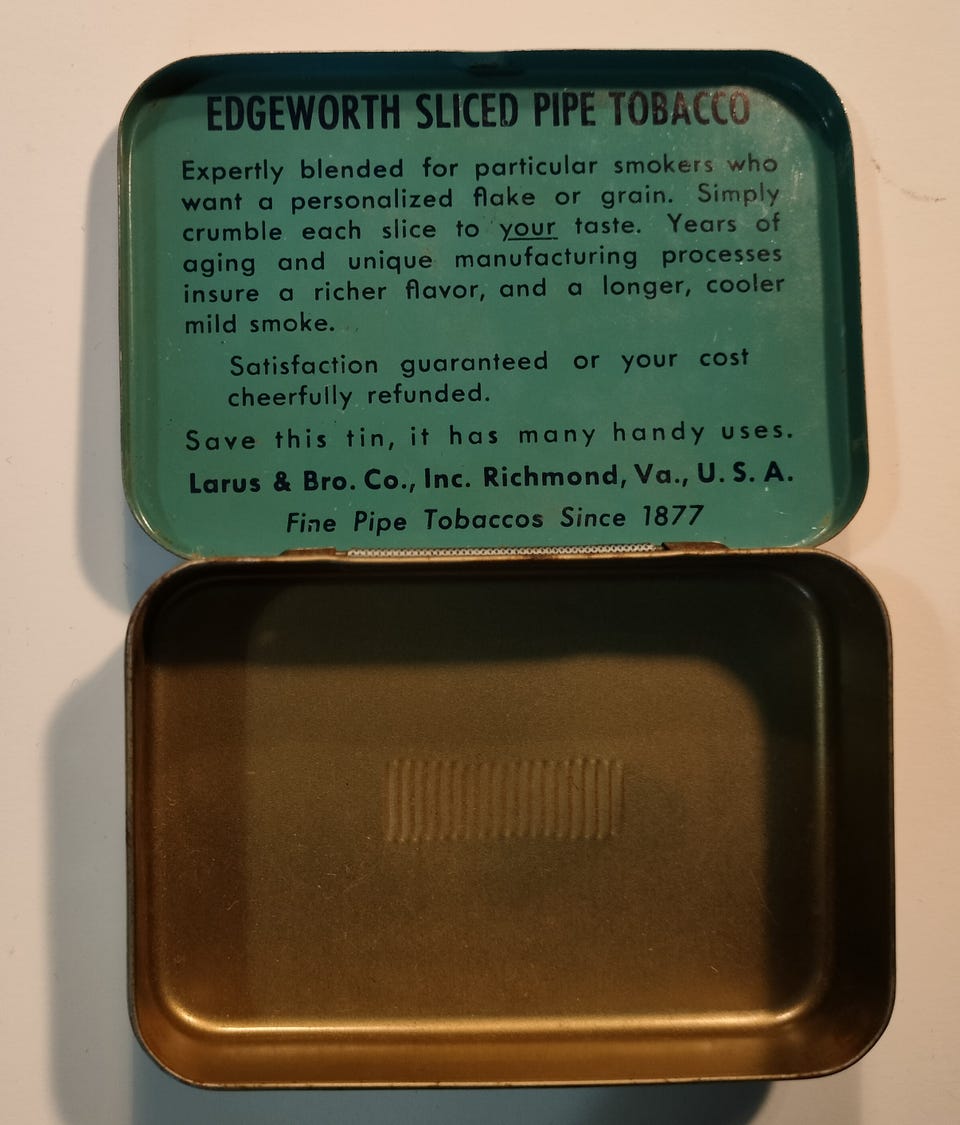 EDGEWORTH SLICED PIPE TOBACCO
Expertly blended for particular smokers who
want a personalized flake or grain. Simply
crumble each slice to your taste. Years of
aging and unique manufacturing processes
insure a richer flavor, and a longer, cooler
mild smoke.
Satisfaction guaranteed or your cost
cheerfully refunded.
Save this tin, it has many handy uses.
Larus & Bro. Co., Inc. Richmond, Va., U. S. A.
Fine Pipe Tobaccos Since 1877